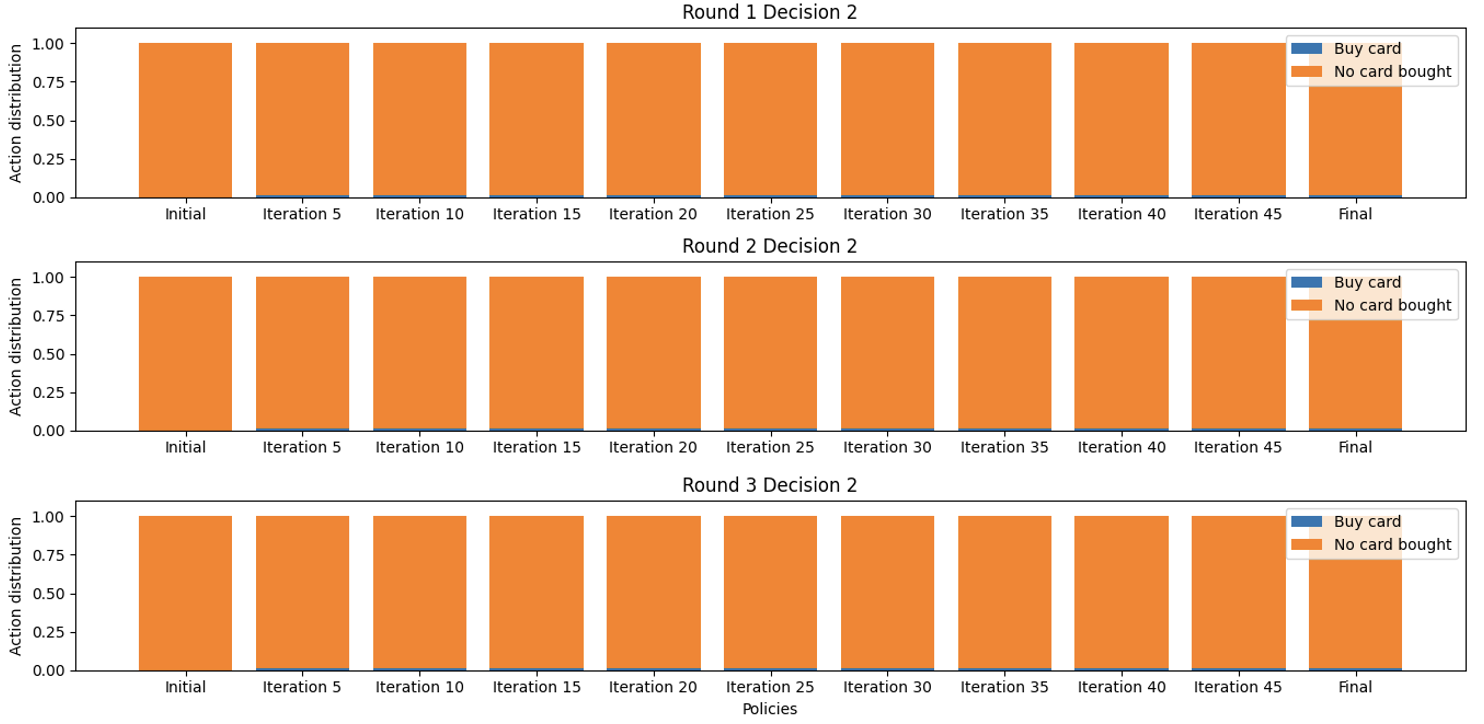 Round 1 Decision 2
Action distribution
1.00
0.75
0.50
0.25
0.00
Buy card
No card bought
Initial Iteration 5 Iteration 10 Iteration 15 Iteration 20 Iteration 25 Iteration 30 Iteration 35 Iteration 40 Iteration 45 Final
Round 2 Decision 2
Action distribution
1.00
0.75
0.50
0.25
0.00
Buy card
No card bought
Initial Iteration 5 Iteration 10 Iteration 15 Iteration 20 Iteration 25 Iteration 30 Iteration 35 Iteration 40 Iteration 45 Final
Round 3 Decision 2
Action distribution
1.00
0.75
0.50
0.25
0.00
Buy card
No card bought
Initial Iteration 5 Iteration 10 Iteration 15 Iteration 20 Iteration 25 Iteration 30 Iteration 35 Iteration 40 Iteration 45 Final
Policies